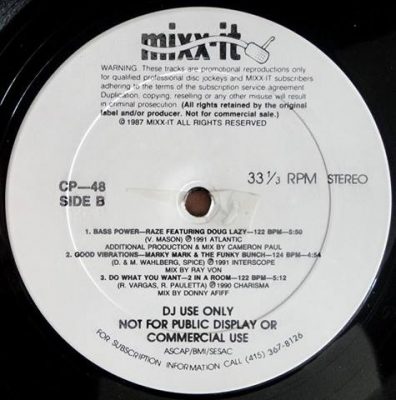 mixx-it
WARNING: These tracks are promotional reproductions only
for qualified professional disc jockeys and MIXX-IT subscribers
adhering to the terms of the subscription service agreement.
Duplication, copying, reselling or any other misuse will result
in criminal prosecution. (All rights retained by the original
label and/or producer. Not for commercial sale.)
©1987 MIXX-IT ALL RIGHTS RESERVED
CP—48
SIDE B
33⅓ RPM STEREO
1. BASS POWER—RAZE FEATURING DOUG LAZY—122 BPM—5:50
(V. MASON) ℗1991 ATLANTIC
ADDITIONAL PRODUCTION & MIX BY CAMERON PAUL
2. GOOD VIBRATIONS—MARKY MARK & THE FUNKY BUNCH—124 BPM—4:54
(D. & M. WAHLBERG, SPICE) ℗1991 INTERSCOPE
MIX BY RAY VON
3. DO WHAT YOU WANT—2 IN A ROOM—122 BPM—5:12
(R. VARGAS, R. PAULETTA) ℗1990 CHARISMA
MIX BY DONNY AFIFF
DJ USE ONLY
NOT FOR PUBLIC DISPLAY OR
COMMERCIAL USE
ASCAP/BMI/SESAC
FOR SUBSCRIPTION INFORMATION CALL (415) 367-8126